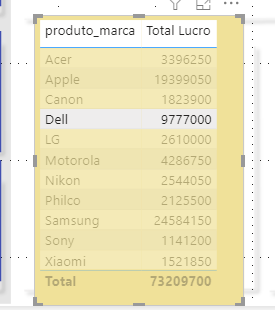 produto_marca Total Lucro
Acer 3396250
Apple 19399050
Canon 1823900
Dell 9777000
LG 2610000
Motorola 4286750
Nikon 2544050
Philco 2125500
Samsung 24584150
Sony 1141200
Xiaomi 1521850
Total 73209700